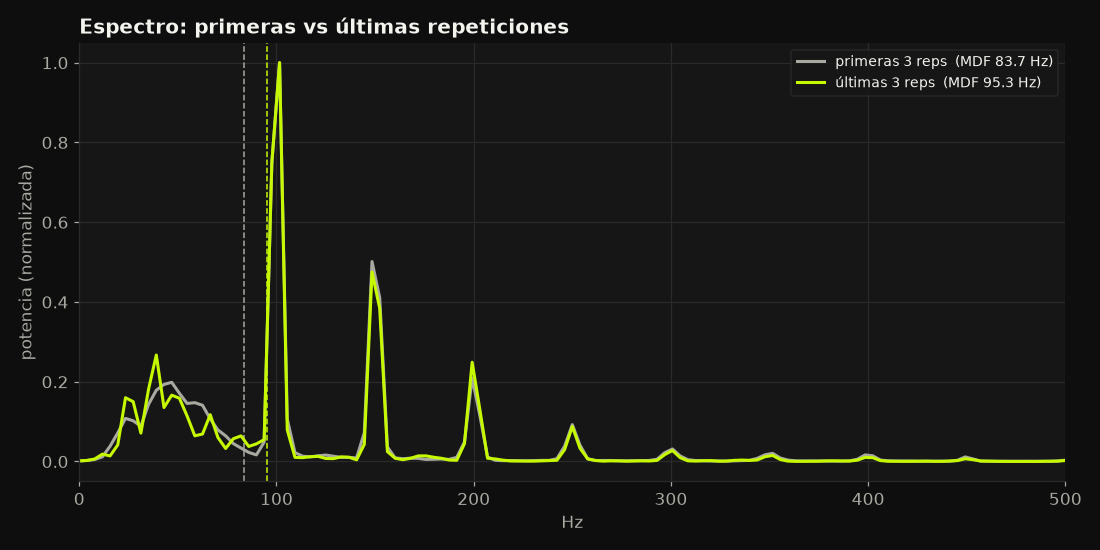 Espectro: primeras vs últimas repeticiones
primeras 3 reps  (MDF 83.7 Hz)
últimas 3 reps  (MDF 95.3 Hz)
potencia (normalizada)
1.0
0.8
0.6
0.4
0.2
0.0
0 100 200 300 400 500
Hz